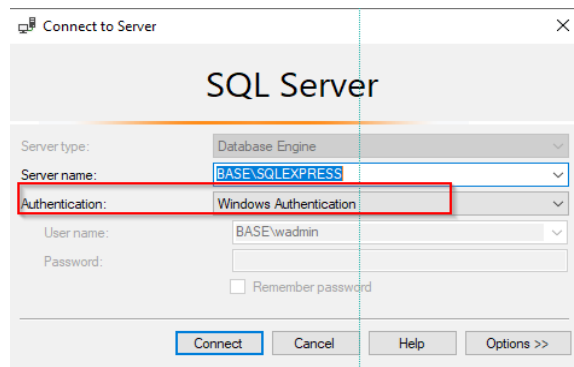 Connect to Server
SQL Server
Server type: Database Engine
Server name: BASE\SQLEXPRESS
Authentication: Windows Authentication
User name: BASE\wadmin
Password:
Remember password
Connect Cancel Help Options >>